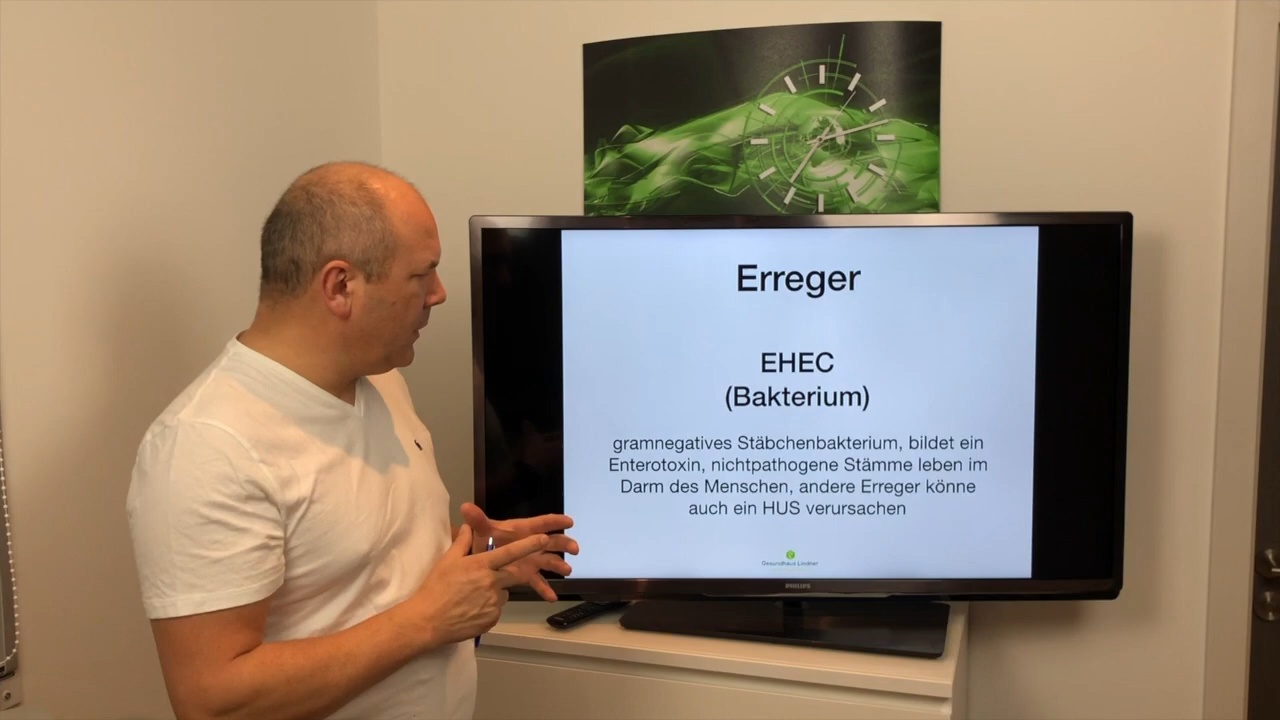 Erreger
EHEC
(Bakterium)
gramnegatives Stäbchenbakterium, bildet ein
Enterotoxin, nichtpathogene Stämme leben im
Darm des Menschen, andere Erreger könne
auch ein HUS verursachen
Gesundhaus Lindner
PHILIPS